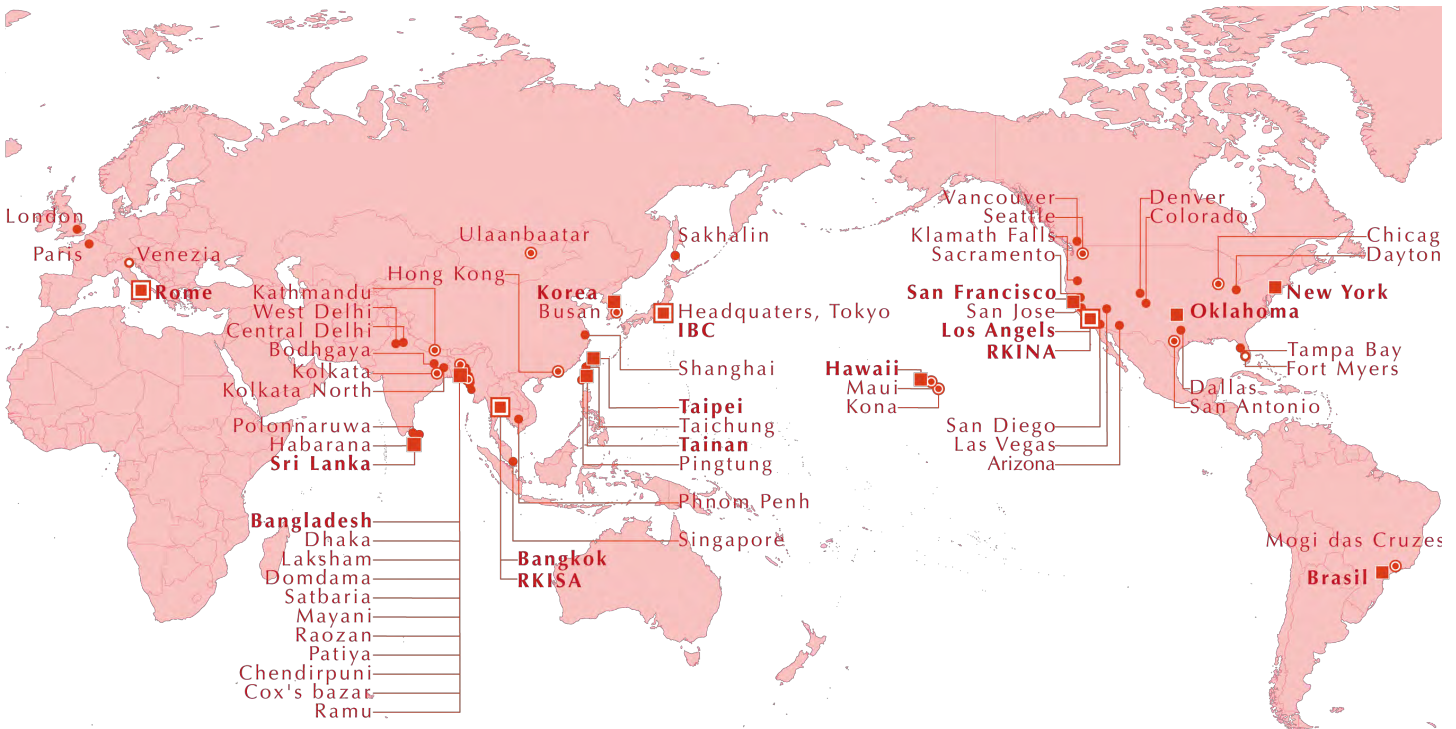 London
Paris
Venezia
Rome
Ulaanbaatar
Hong Kong
Kathmandu
West Delhi
Central Delhi
Bodhgaya
Kolkata
Kolkata North
Polonnaruwa
Habarana
Sri Lanka
Bangladesh
Dhaka
Laksham
Domdama
Satbaria
Mayani
Raozan
Patiya
Chendirpuni
Cox's bazar
Ramu
Sakhalin
Korea
Busan
Headquaters, Tokyo
IBC
Shanghai
Taipei
Taichung
Tainan
Pingtung
Phnom Penh
Singapore
Bangkok
RKISA
Hawaii
Maui
Kona
Vancouver
Seattle
Klamath Falls
Sacramento
San Francisco
San Jose
Los Angels
RKINA
San Diego
Las Vegas
Arizona
Denver
Colorado
Chicag
Dayton
New York
Oklahoma
Tampa Bay
Fort Myers
Dallas
San Antonio
Mogi das Cruzes
Brasil